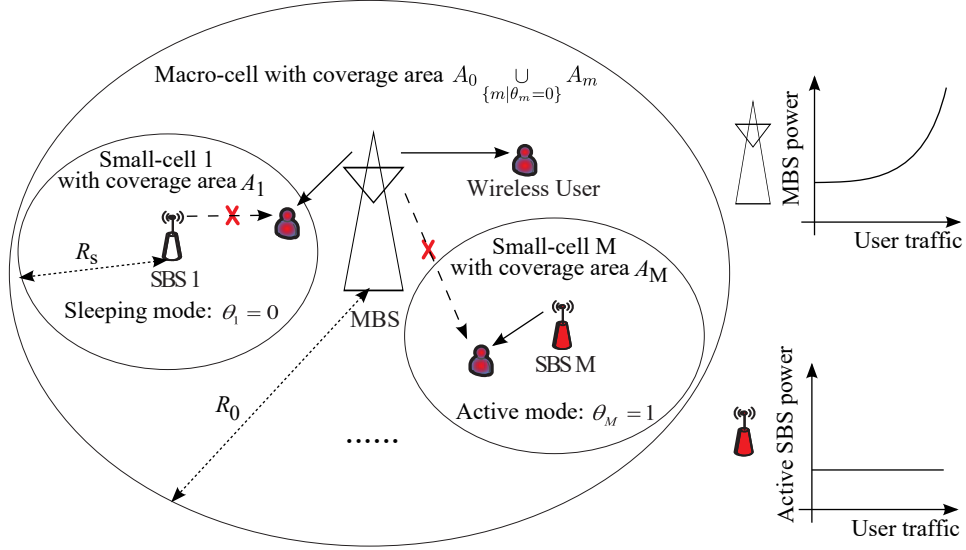 Macro-cell with coverage area A₀ ∪ Aₘ
{m|θₘ=0}
Small-cell 1
with coverage area A₁
Wireless User
Rₛ
SBS 1
Sleeping mode: θ₁ = 0
MBS
Small-cell M
with coverage area A_M
SBS M
Active mode: θ_M = 1
R₀
......
MBS power
User traffic
Active SBS power
User traffic